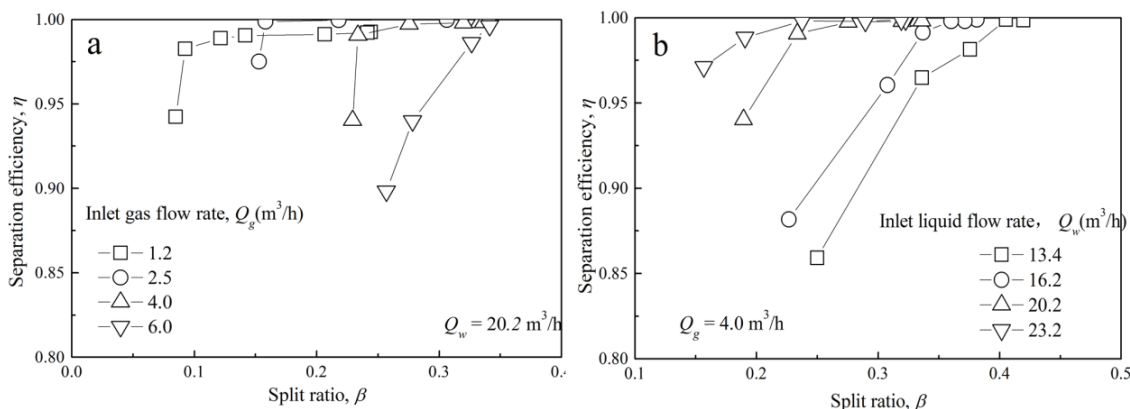 a
1.00
0.95
0.90
0.85
0.80
Separation efficiency, η
Inlet gas flow rate, Qg(m³/h)
1.2
2.5
4.0
6.0
Qw = 20.2 m³/h
0.0 0.1 0.2 0.3 0.4
Split ratio, β
b
1.00
0.95
0.90
0.85
0.80
Separation efficiency, η
Inlet liquid flow rate， Qw(m³/h)
13.4
16.2
20.2
23.2
Qg = 4.0 m³/h
0.1 0.2 0.3 0.4 0.5
Split ratio, β